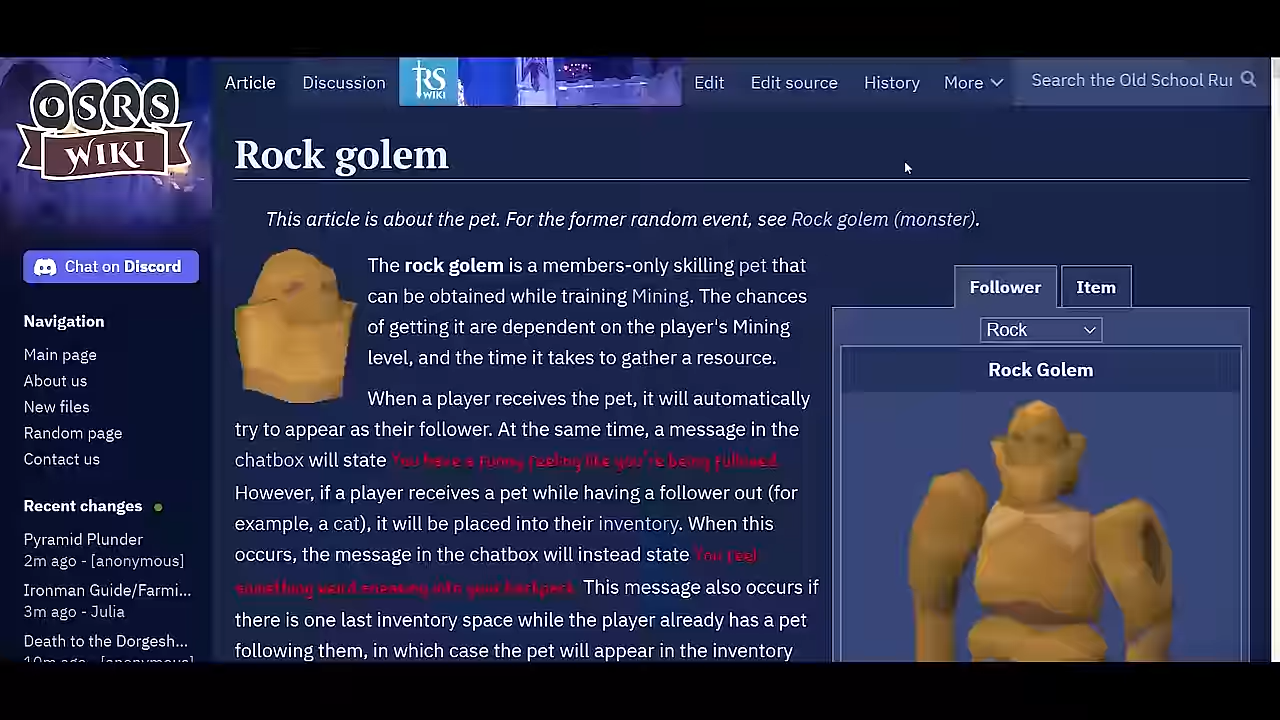 OSRS
WIKI
Article
Discussion
RS
WIKI
Edit
Edit source
History
More
Search the Old School Rur
Rock golem
This article is about the pet. For the former random event, see Rock golem (monster).
Chat on Discord
Navigation
Main page
About us
New files
Random page
Contact us
Recent changes
Pyramid Plunder
2m ago - [anonymous]
Ironman Guide/Farmi...
3m ago - Julia
Death to the Dorgesh...
10m ago - [anonymous]
The rock golem is a members-only skilling pet that
can be obtained while training Mining. The chances
of getting it are dependent on the player's Mining
level, and the time it takes to gather a resource.
When a player receives the pet, it will automatically
try to appear as their follower. At the same time, a message in the
chatbox will state You have a funny feeling like you're being followed.
However, if a player receives a pet while having a follower out (for
example, a cat), it will be placed into their inventory. When this
occurs, the message in the chatbox will instead state You feel
something weird sneaking into your backpack. This message also occurs if
there is one last inventory space while the player already has a pet
following them, in which case the pet will appear in the inventory
Follower
Item
Rock
Rock Golem